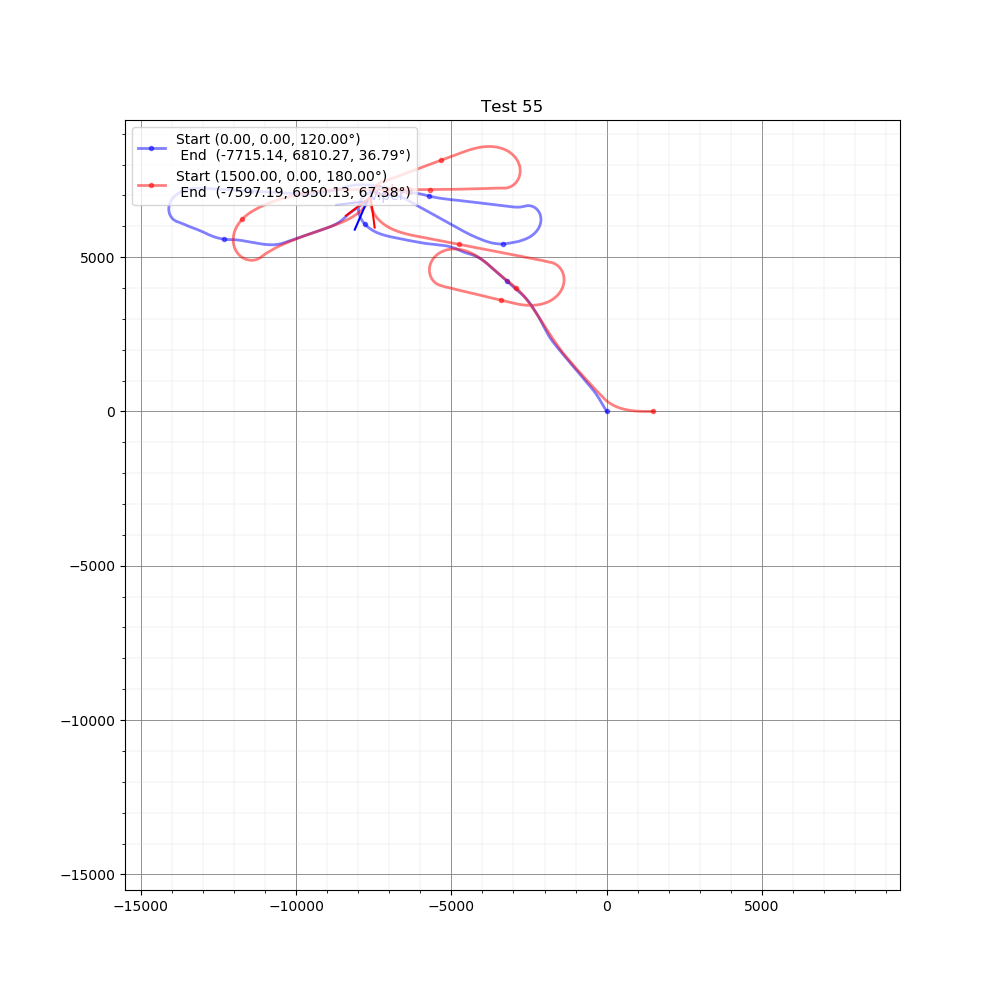 Test 55
Start (0.00, 0.00, 120.00°)
End (-7715.14, 6810.27, 36.79°)
Start (1500.00, 0.00, 180.00°)
End (-7597.19, 6950.13, 67.38°)
5000
0
−5000
−10000
−15000
−15000 −10000 −5000 0 5000